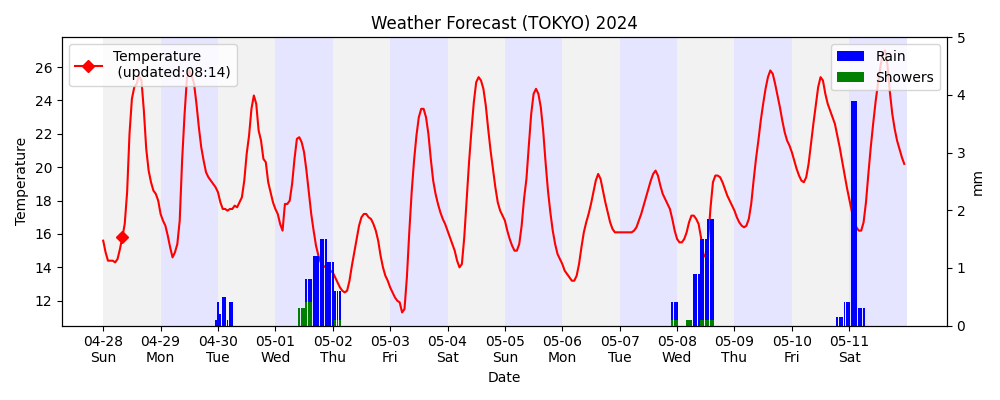 Weather Forecast (TOKYO) 2024
Temperature
(updated:08:14)
Rain
Showers
Temperature
26
24
22
20
18
16
14
12
5
4
3
2
1
0
mm
04-28 04-29 04-30 05-01 05-02 05-03 05-04 05-05 05-06 05-07 05-08 05-09 05-10 05-11
Sun Mon Tue Wed Thu Fri Sat Sun Mon Tue Wed Thu Fri Sat
Date